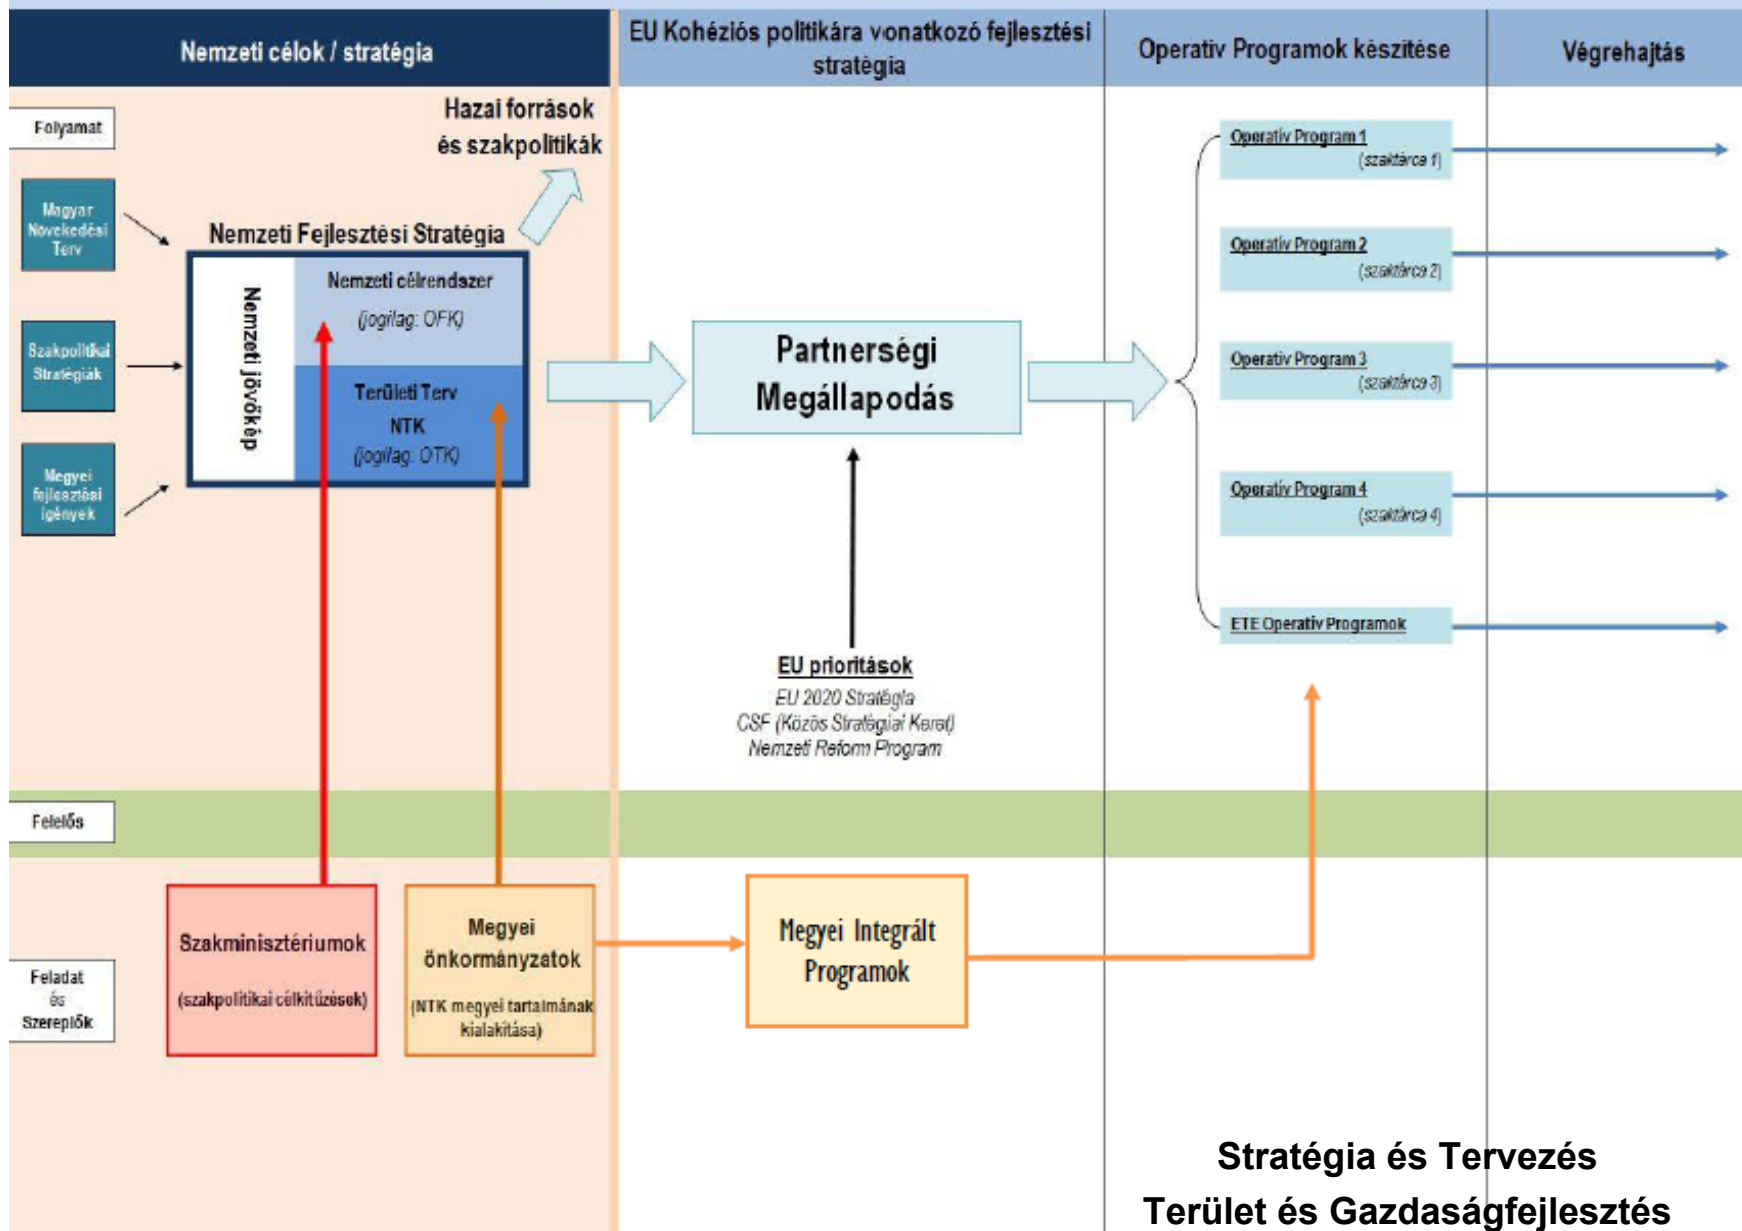 Nemzeti célok / stratégia
EU Kohéziós politikára vonatkozó fejlesztési
stratégia
Operatív Programok készítése
Végrehajtás
Folyamat
Hazai források
és szakpolitikák
Magyar
Növekedési
Terv
Szakpolitikai
Stratégiák
Megyei
fejlesztési
igények
Nemzeti Fejlesztési Stratégia
Nemzeti jövőkép
Nemzeti célrendszer
(jogilag: OFK)
Területi Terv
NTK
(jogilag: OTK)
Partnerségi
Megállapodás
EU prioritások
EU 2020 Stratégia
CSF (Közös Stratégiai Keret)
Nemzeti Reform Program
Operatív Program 1
(szaktárca 1)
Operatív Program 2
(szaktárca 2)
Operatív Program 3
(szaktárca 3)
Operatív Program 4
(szaktárca 4)
ETE Operatív Programok
Felelős
Feladat
és
Szereplők
Szakminisztériumok
(szakpolitikai célkitűzések)
Megyei
önkormányzatok
(NTK megyei tartalmának
kialakítása)
Megyei Integrált
Programok
Stratégia és Tervezés
Terület és Gazdaságfejlesztés